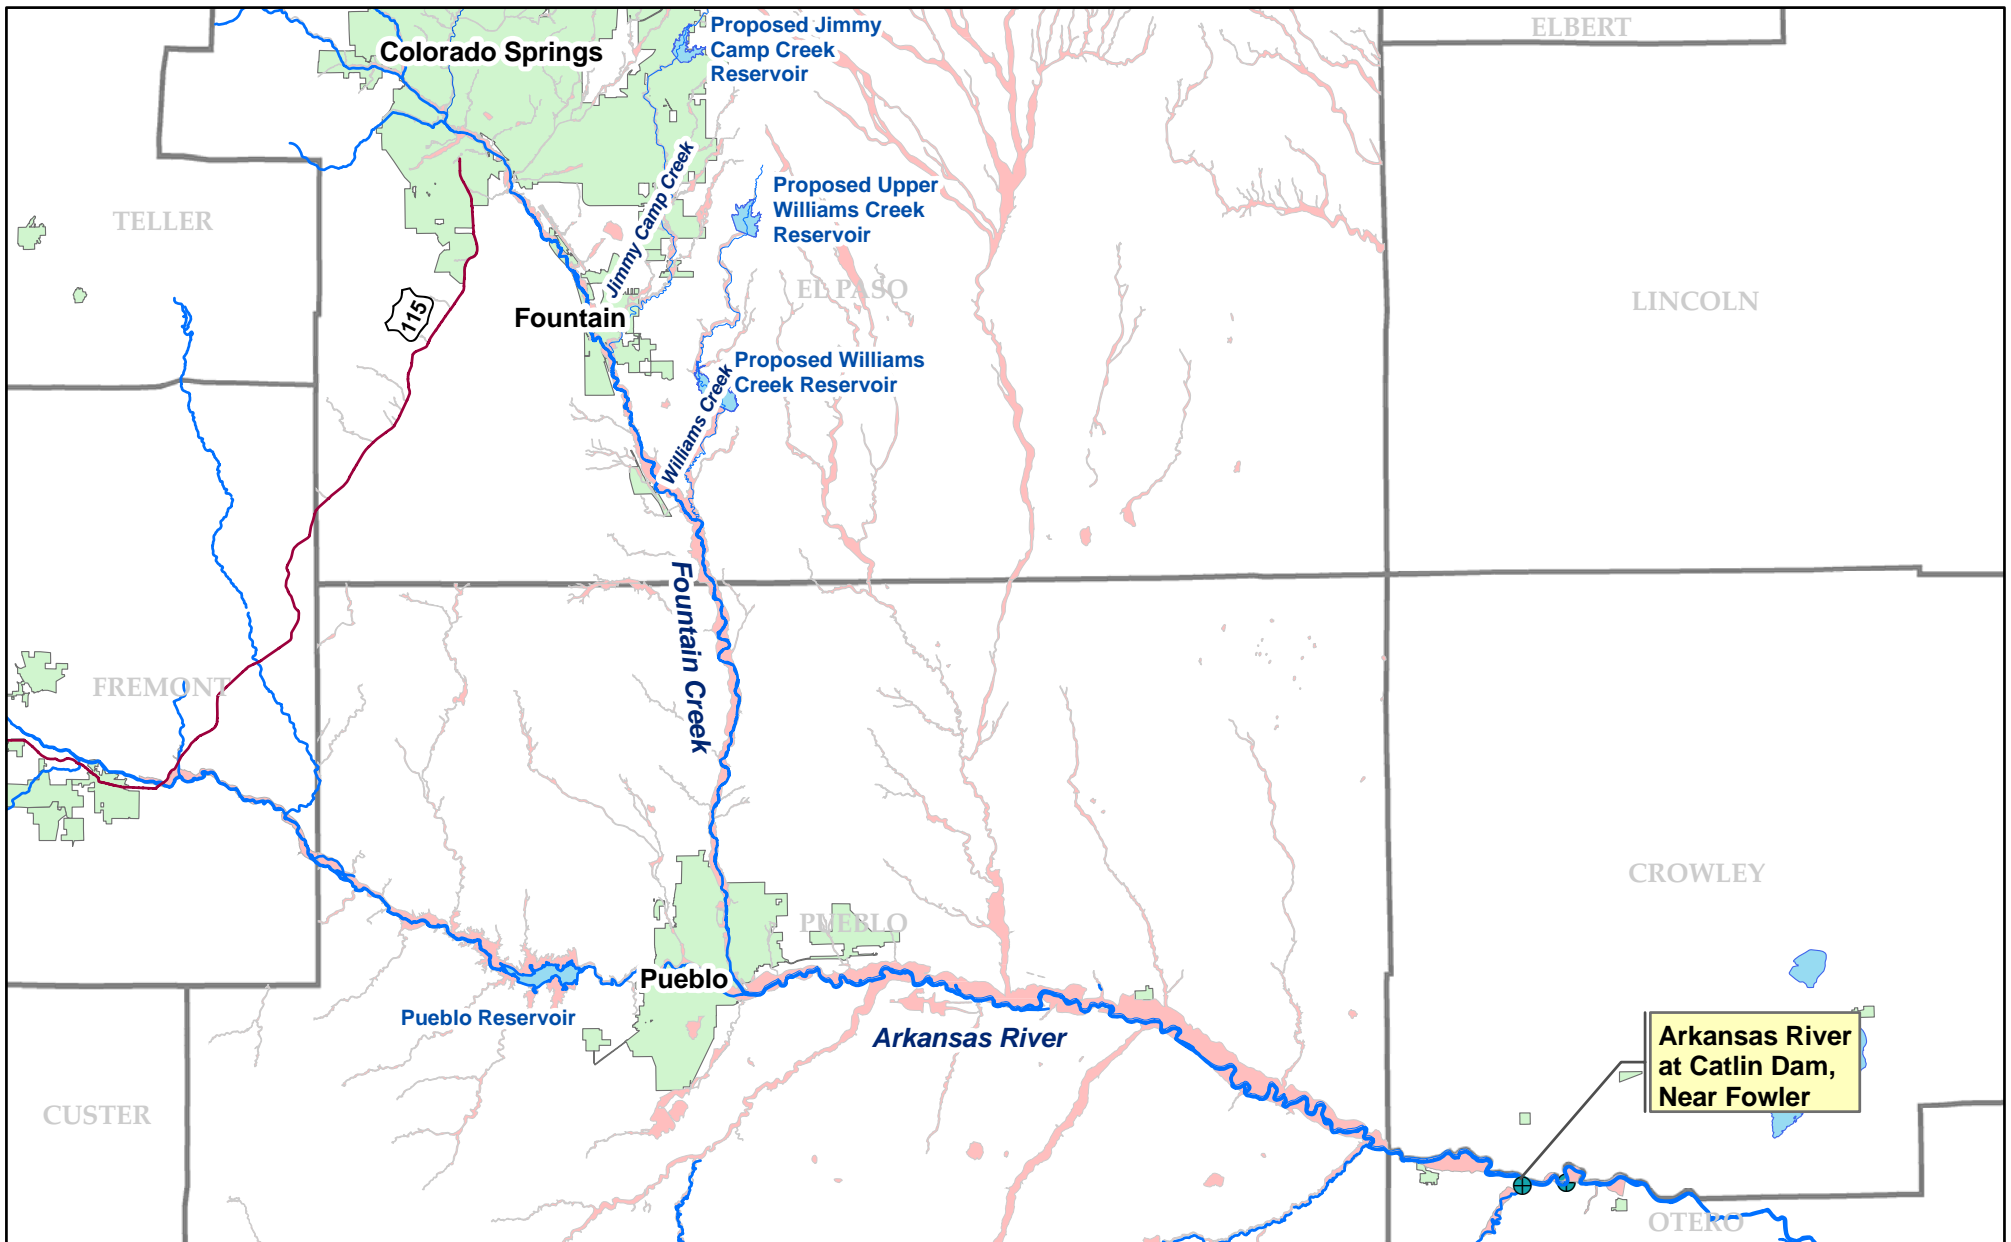 ELBERT
Proposed Jimmy
Camp Creek
Reservoir
Colorado Springs
Jimmy Camp Creek
Proposed Upper
Williams Creek
Reservoir
TELLER
EL PASO
LINCOLN
115
Fountain
Proposed Williams
Creek Reservoir
Williams Creek
Fountain Creek
FREMONT
CROWLEY
PUEBLO
Pueblo
Pueblo Reservoir
Arkansas River
Arkansas River
at Catlin Dam,
Near Fowler
CUSTER
OTERO